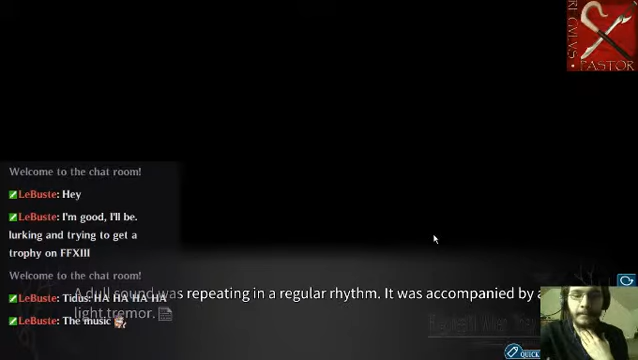 RI CVLVS
• PASTOR
Welcome to the chat room!
LeBuste: Hey
LeBuste: I'm good, I'll be.
lurking and trying to get a
trophy on FFXIII
Welcome to the chat room!
LeBuste: Tidus: HA HA HA HA
LeBuste: The music
A dull sound was repeating in a regular rhythm. It was accompanied by a
light tremor.
QUICK